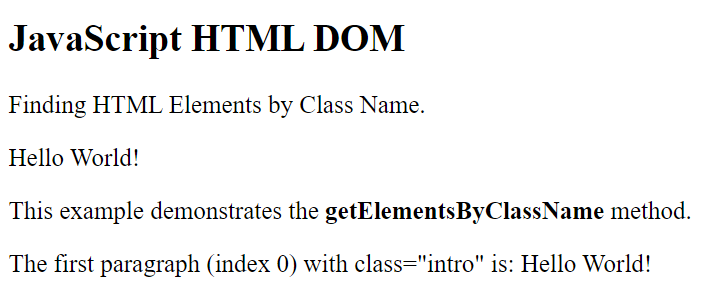 JavaScript HTML DOM
Finding HTML Elements by Class Name.
Hello World!
This example demonstrates the getElementsByClassName method.
The first paragraph (index 0) with class="intro" is: Hello World!